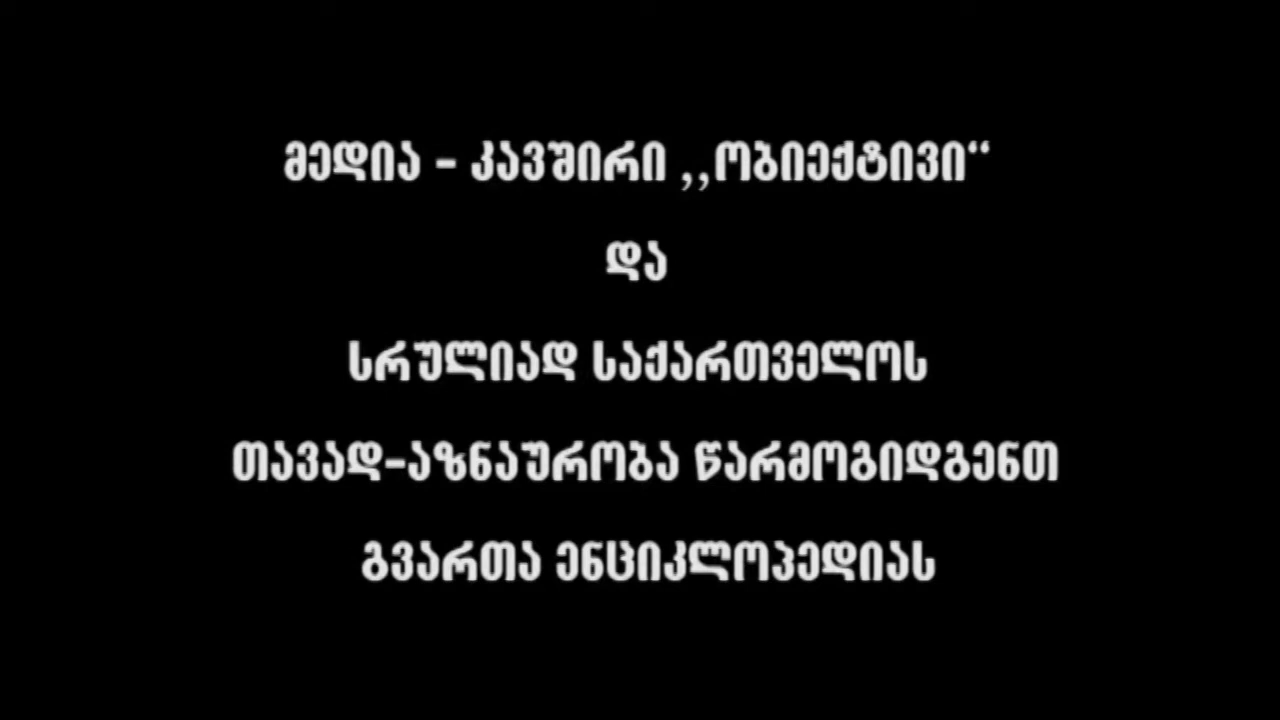 მედია - კავშირი ,,ობიექტივი“
და
სრულიად საქართველოს
თავად-აზნაურობა წარმოგიდგენთ
გვართა ენციკლოპედიას